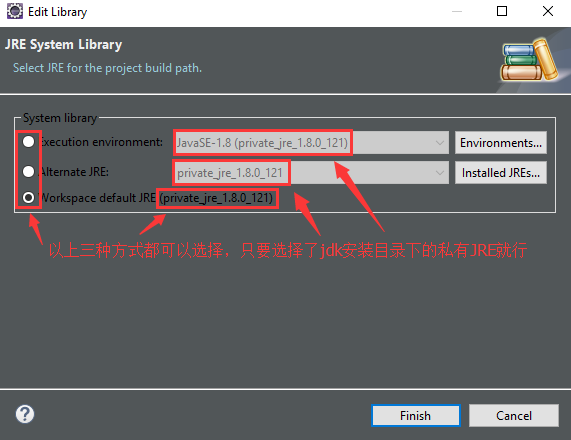 Edit Library
JRE System Library
Select JRE for the project build path.
System library
Execution environment: JavaSE-1.8 (private_jre_1.8.0_121) Environments...
Alternate JRE: private_jre_1.8.0_121 Installed JREs...
Workspace default JRE (private_jre_1.8.0_121)
以上三种方式都可以选择，只要选择了jdk安装目录下的私有JRE就行
Finish Cancel